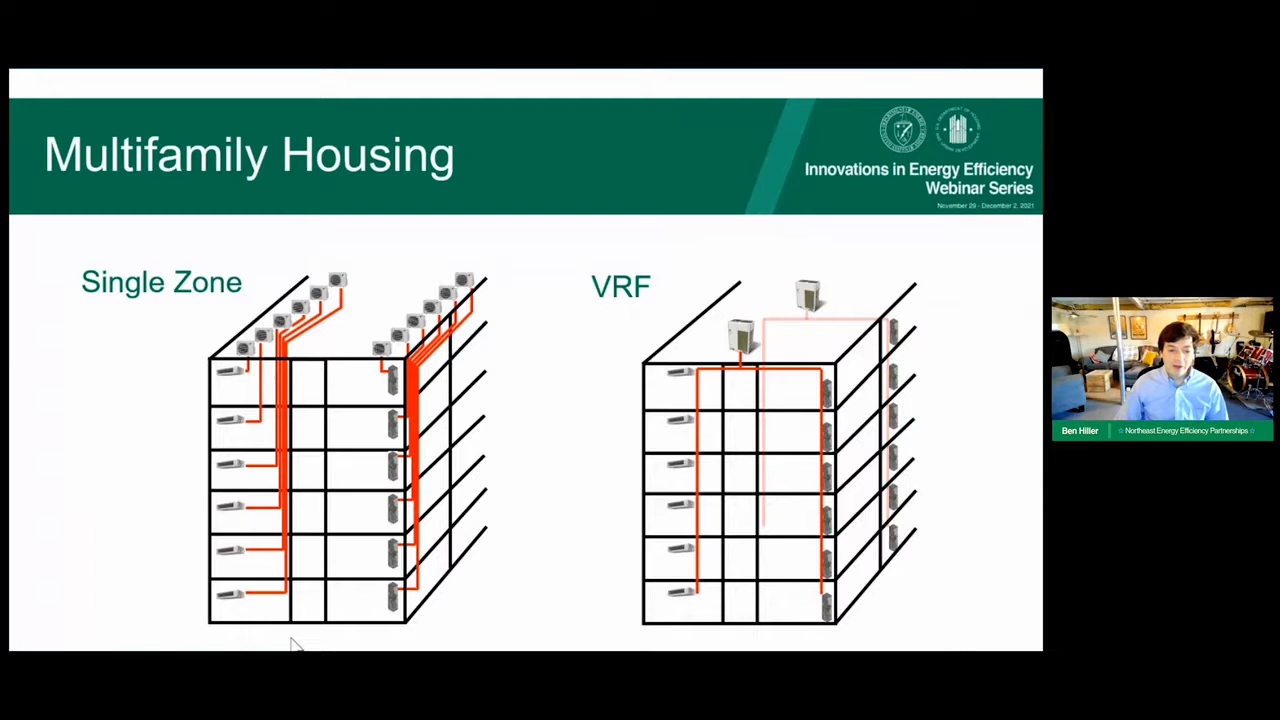 Multifamily Housing
Innovations in Energy Efficiency
Webinar Series
November 29 - December 2, 2021
Single Zone
VRF
Ben Hiller
Northeast Energy Efficiency Partnerships